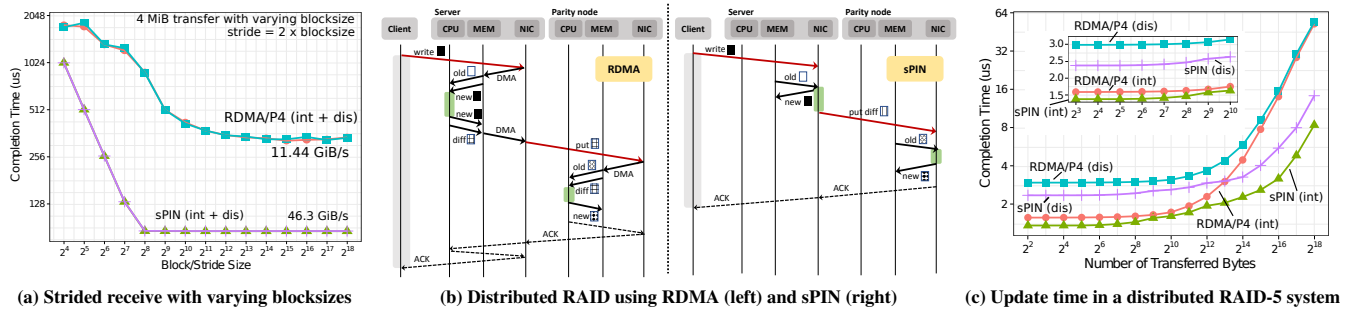 2048
1024
512
256
128
Completion Time (us)
4 MiB transfer with varying blocksize
stride = 2 x blocksize
RDMA/P4 (int + dis)
11.44 GiB/s
sPIN (int + dis)
46.3 GiB/s
2^4 2^5 2^6 2^7 2^8 2^9 2^10 2^11 2^12 2^13 2^14 2^15 2^16 2^17 2^18
Block/Stride Size
(a) Strided receive with varying blocksizes
Server Parity node
Client CPU MEM NIC CPU MEM NIC
write
RDMA
old DMA
new
new
diff DMA
put
old
DMA
diff
new
ACK
ACK
Server Parity node
Client CPU MEM NIC CPU MEM NIC
write
sPIN
old
new
put diff
old
new
ACK
(b) Distributed RAID using RDMA (left) and sPIN (right)
64
32
16
8
4
2
Completion Time (us)
RDMA/P4 (dis)
3.0
2.5
2.0
1.5
sPIN (dis)
RDMA/P4 (int)
sPIN (int)
2^3 2^4 2^5 2^6 2^7 2^8 2^9 2^10
RDMA/P4 (dis)
sPIN (dis)
RDMA/P4 (int)
sPIN (int)
2^2 2^4 2^6 2^8 2^10 2^12 2^14 2^16 2^18
Number of Transferred Bytes
(c) Update time in a distributed RAID-5 system